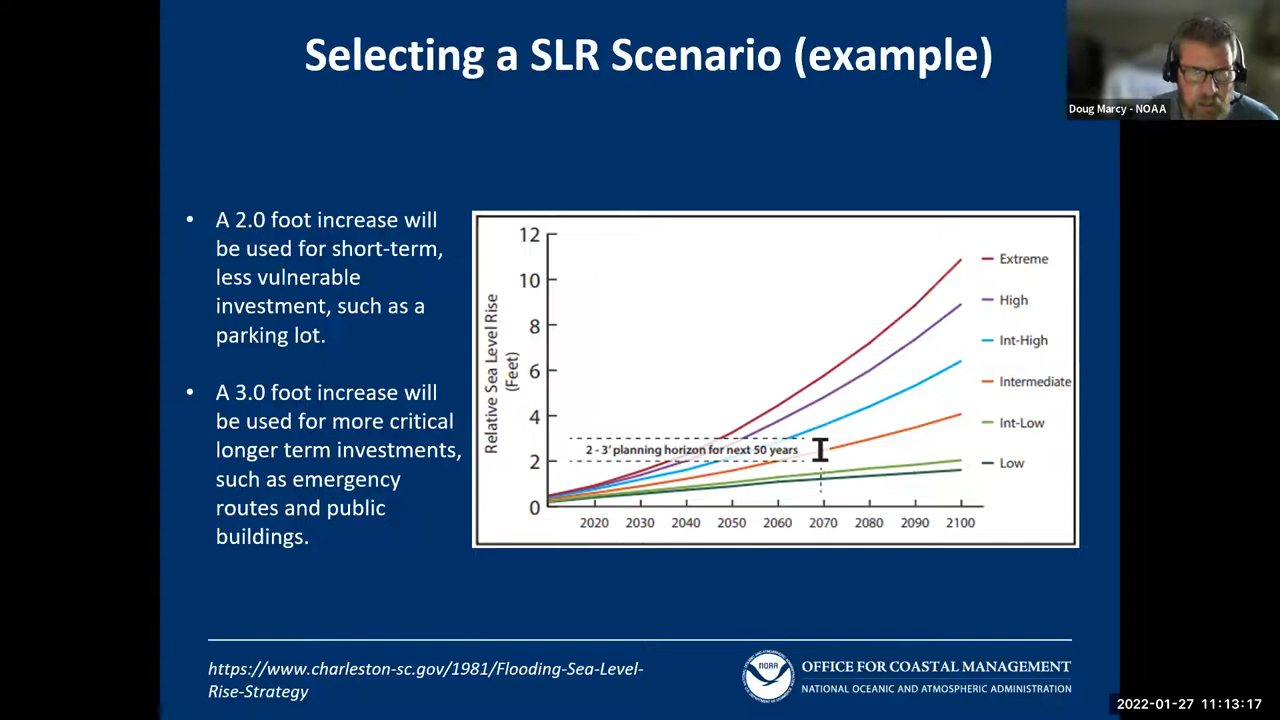 Selecting a SLR Scenario (example)
Doug Marcy - NOAA
• A 2.0 foot increase will
be used for short-term,
less vulnerable
investment, such as a
parking lot.
• A 3.0 foot increase will
be used for more critical
longer term investments,
such as emergency
routes and public
buildings.
Relative Sea Level Rise
(Feet)
12
10
8
6
4
2
0
2 - 3' planning horizon for next 50 years
2020 2030 2040 2050 2060 2070 2080 2090 2100
Extreme
High
Int-High
Intermediate
Int-Low
Low
https://www.charleston-sc.gov/1981/Flooding-Sea-Level-
Rise-Strategy
NOAA
OFFICE FOR COASTAL MANAGEMENT
NATIONAL OCEANIC AND ATMOSPHERIC ADMINISTRATION
2022-01-27 11:13:17